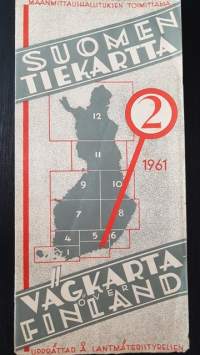 MAANMITTAUSHALLITUKSEN TOIMITTAMA
SUOMEN
TIEKARTTA
2
1961
12
11
9
10
7
8
4
5
6
1
VÄGKARTA
ÖVER
FINLAND
UPPRÄTTAD Å LANTMÄTERISTYRELSEN